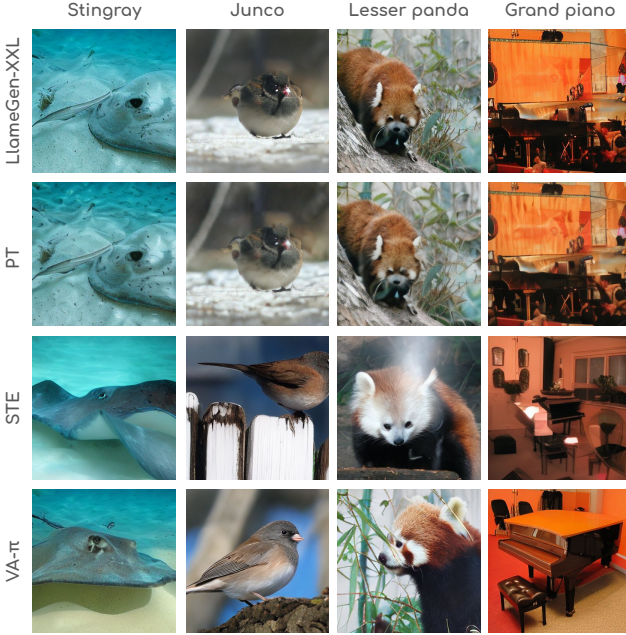 Stingray
Junco
Lesser panda
Grand piano
LlameGen-XXL
PT
STE
VA-π